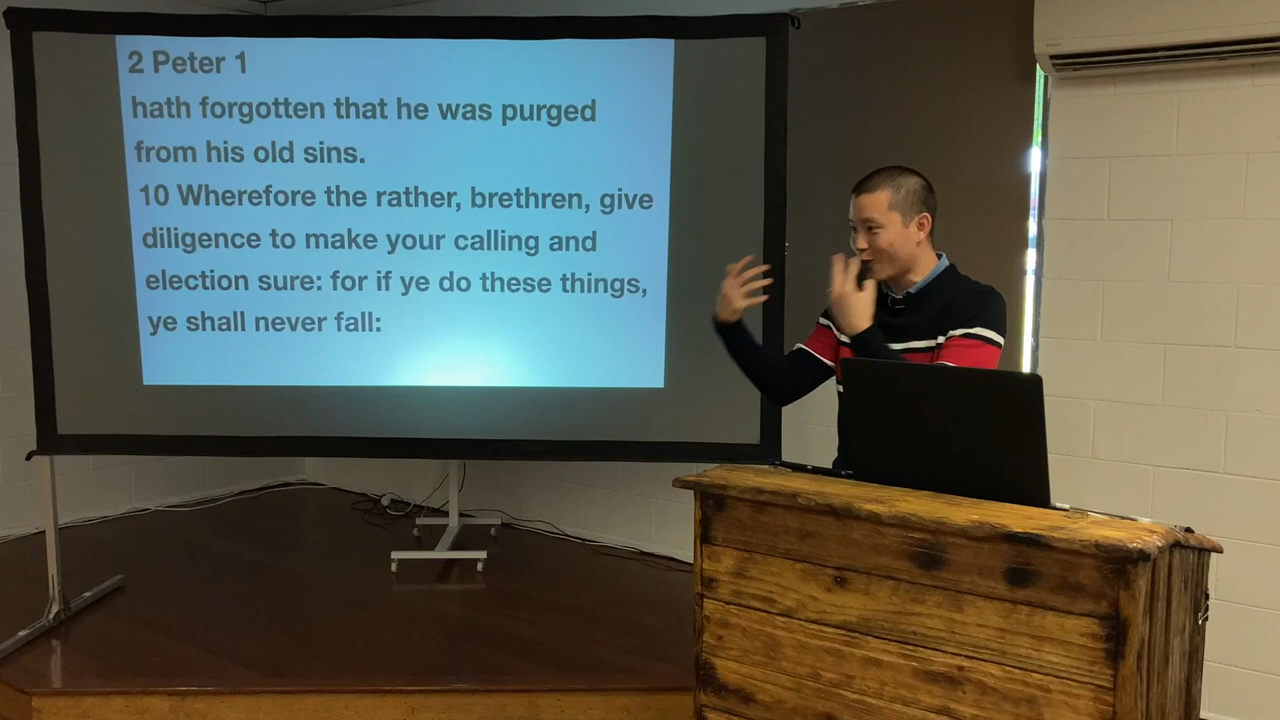 2 Peter 1
hath forgotten that he was purged
from his old sins.
10 Wherefore the rather, brethren, give
diligence to make your calling and
election sure: for if ye do these things,
ye shall never fall: